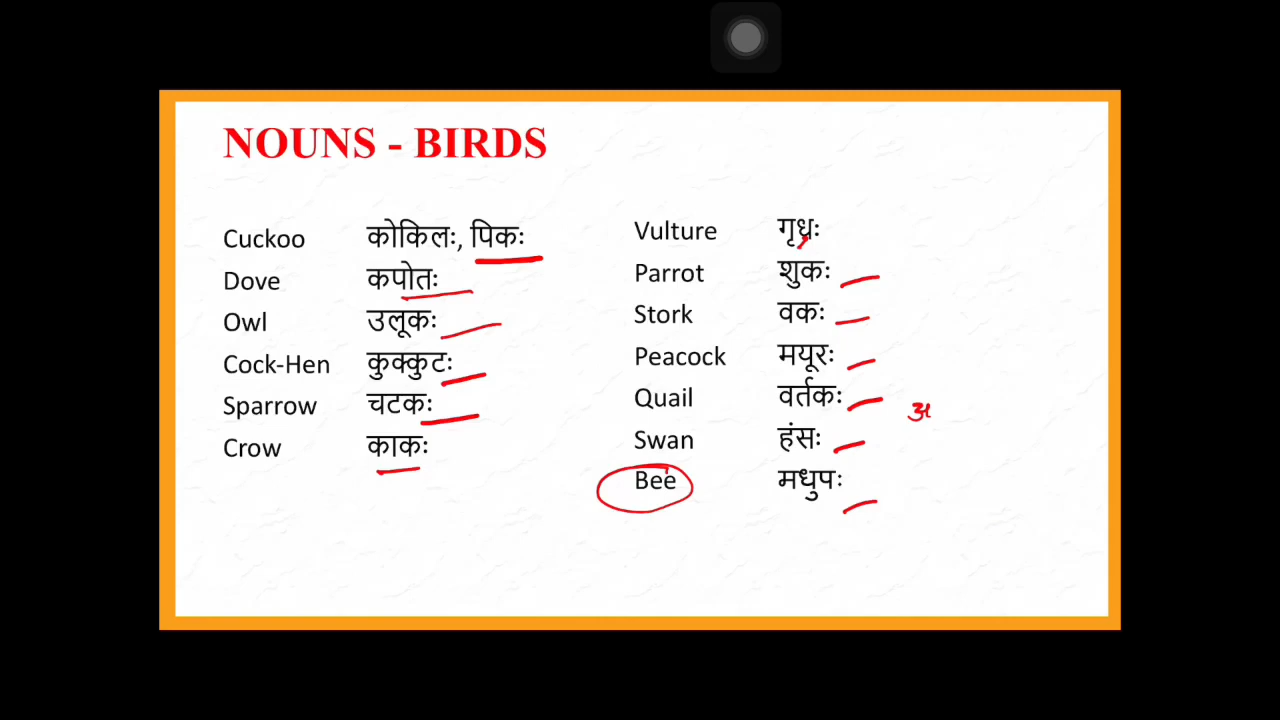 NOUNS - BIRDS
Cuckoo कोकिलः, पिकः
Dove कपोतः
Owl उलूकः
Cock-Hen कुक्कुटः
Sparrow चटकः
Crow काकः
Vulture गृध्रः
Parrot शुकः
Stork वकः
Peacock मयूरः
Quail वर्तकः
Swan हंसः
Bee मधुपः
अ